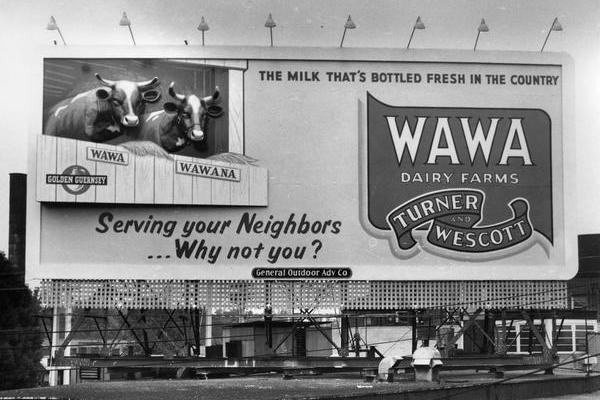 THE MILK THAT'S BOTTLED FRESH IN THE COUNTRY
WAWA
WAWANA
GOLDEN GUERNSEY
WAWA
DAIRY FARMS
TURNER AND WESCOTT
Serving your Neighbors
...Why not you?
General Outdoor Adv Co